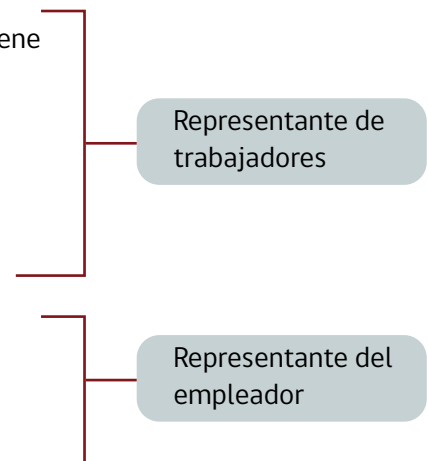 Representante de
trabajadores
Representante del
empleador